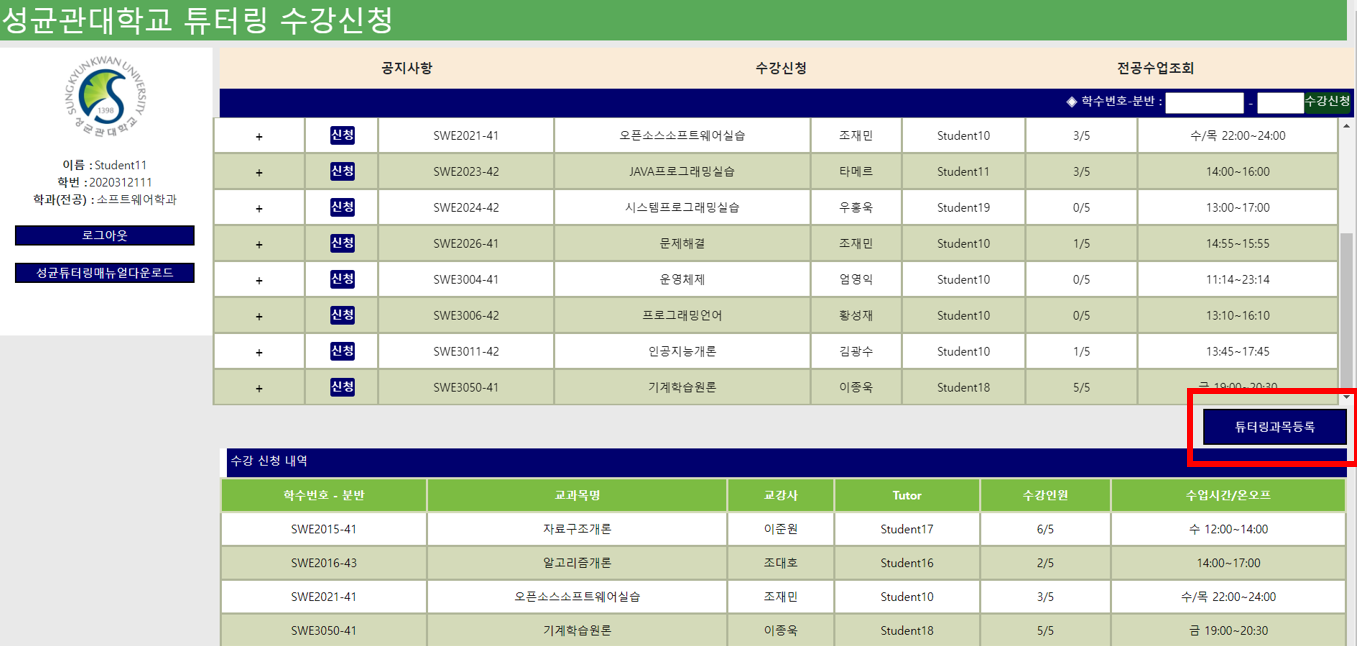 성균관대학교 튜터링 수강신청
SUNGKYUNKWAN UNIVERSITY
1398
성균관대학교
이름 : Student11
학번 : 2020312111
학과(전공) : 소프트웨어학과
로그아웃
성균튜터링매뉴얼다운로드
공지사항 수강신청 전공수업조회
◈ 학수번호-분반 : - 수강신청
+ 신청 SWE2021-41 오픈소스소프트웨어실습 조재민 Student10 3/5 수/목 22:00~24:00
+ 신청 SWE2023-42 JAVA프로그래밍실습 타메르 Student11 3/5 14:00~16:00
+ 신청 SWE2024-42 시스템프로그래밍실습 우홍욱 Student19 0/5 13:00~17:00
+ 신청 SWE2026-41 문제해결 조재민 Student10 1/5 14:55~15:55
+ 신청 SWE3004-41 운영체제 엄영익 Student10 0/5 11:14~23:14
+ 신청 SWE3006-42 프로그래밍언어 황성재 Student10 0/5 13:10~16:10
+ 신청 SWE3011-42 인공지능개론 김광수 Student10 1/5 13:45~17:45
+ 신청 SWE3050-41 기계학습원론 이종욱 Student18 5/5 금 19:00~20:30
튜터링과목등록
수강 신청 내역
학수번호 - 분반 교과목명 교강사 Tutor 수강인원 수업시간/온오프
SWE2015-41 자료구조개론 이준원 Student17 6/5 수 12:00~14:00
SWE2016-43 알고리즘개론 조대호 Student16 2/5 14:00~17:00
SWE2021-41 오픈소스소프트웨어실습 조재민 Student10 3/5 수/목 22:00~24:00
SWE3050-41 기계학습원론 이종욱 Student18 5/5 금 19:00~20:30